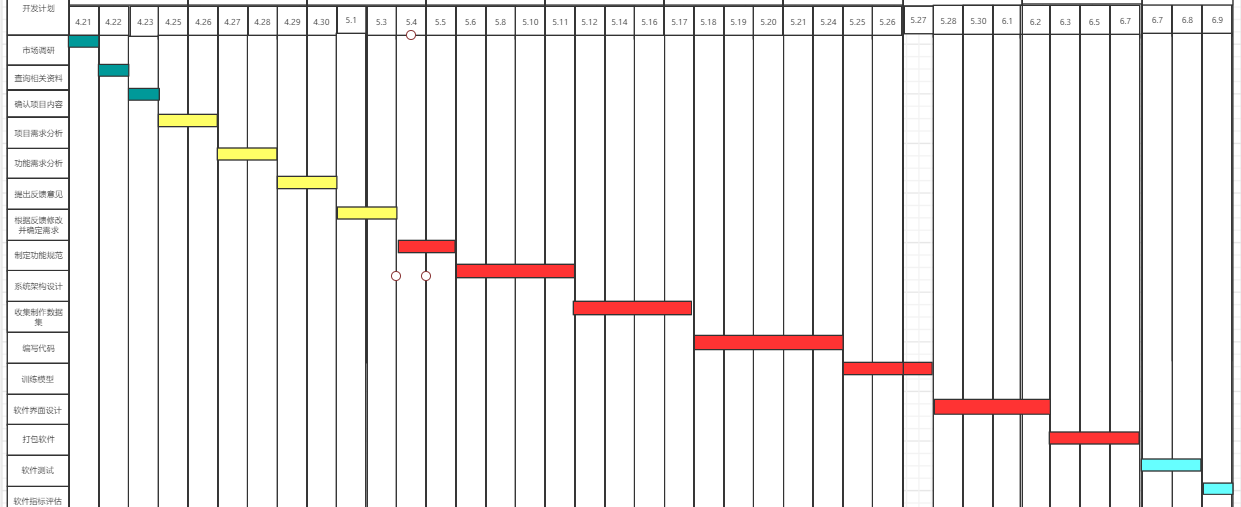 开发计划
4.21 4.22 4.23 4.25 4.26 4.27 4.28 4.29 4.30 5.1 5.3 5.4 5.5 5.6 5.8 5.10 5.11 5.12 5.14 5.16 5.17 5.18 5.19 5.20 5.21 5.24 5.25 5.26 5.27 5.28 5.30 6.1 6.2 6.3 6.5 6.7 6.7 6.8 6.9
市场调研
查询相关资料
确认项目内容
项目需求分析
功能需求分析
提出反馈意见
根据反馈修改
并确定需求
制定功能规范
系统架构设计
收集制作数据
集
编写代码
训练模型
软件界面设计
打包软件
软件测试
软件指标评估